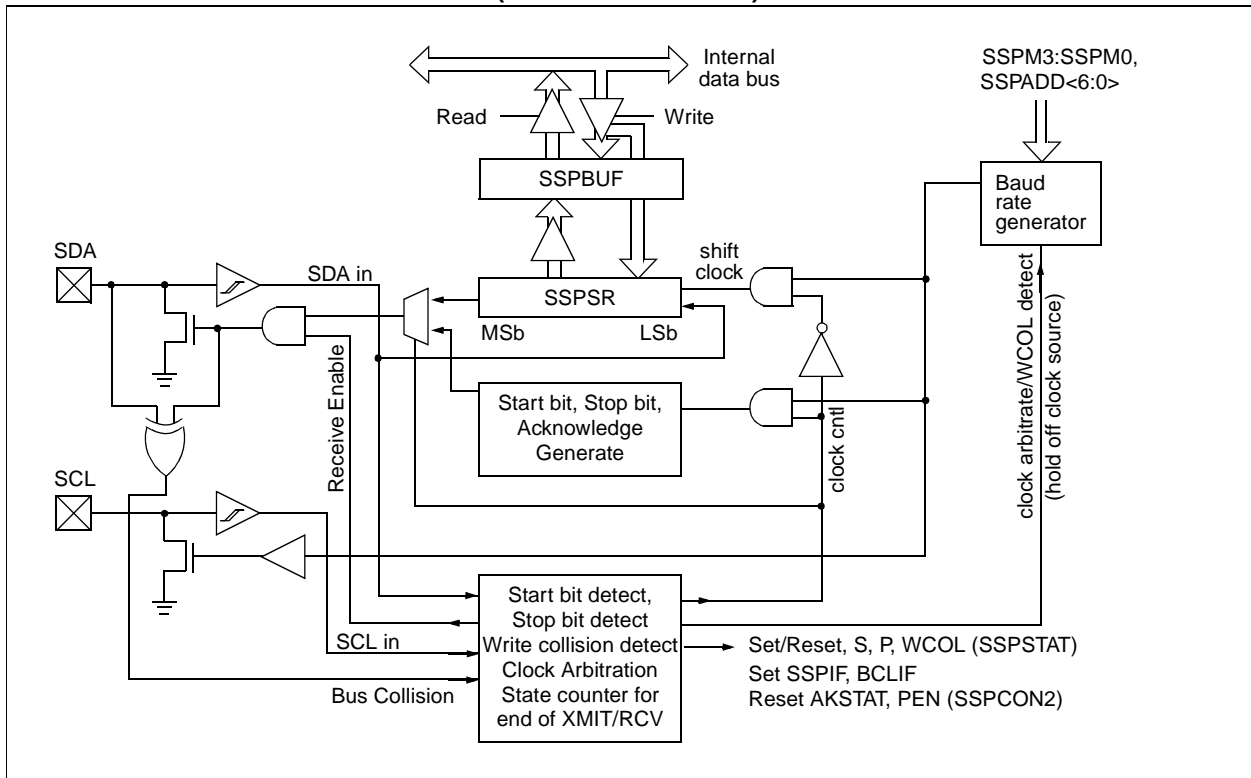 Internal
data bus
SSPM3:SSPM0,
SSPADD<6:0>
Read
Write
SSPBUF
Baud
rate
generator
SDA
SDA in
shift
clock
SSPSR
MSb
LSb
Receive Enable
Start bit, Stop bit,
Acknowledge
Generate
clock cntl
clock arbitrate/WCOL detect
(hold off clock source)
SCL
SCL in
Bus Collision
Start bit detect,
Stop bit detect
Write collision detect
Clock Arbitration
State counter for
end of XMIT/RCV
Set/Reset, S, P, WCOL (SSPSTAT)
Set SSPIF, BCLIF
Reset AKSTAT, PEN (SSPCON2)